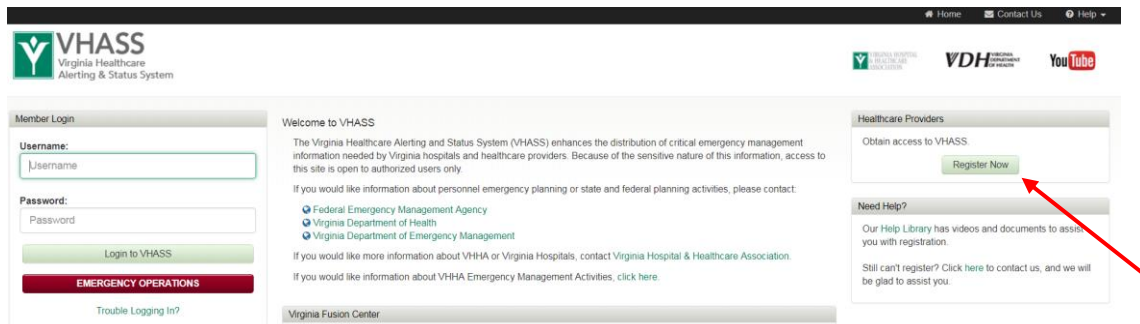 Home Contact Us Help
VHASS
Virginia Healthcare
Alerting & Status System
VIRGINIA HOSPITAL
& HEALTHCARE
ASSOCIATION
VDH VIRGINIA
DEPARTMENT
OF HEALTH
YouTube
Member Login
Username:
Username
Password:
Password
Login to VHASS
EMERGENCY OPERATIONS
Trouble Logging In?
Welcome to VHASS
The Virginia Healthcare Alerting and Status System (VHASS) enhances the distribution of critical emergency management
information needed by Virginia hospitals and healthcare providers. Because of the sensitive nature of this information, access to
this site is open to authorized users only.
If you would like information about personnel emergency planning or state and federal planning activities, please contact:
Federal Emergency Management Agency
Virginia Department of Health
Virginia Department of Emergency Management
If you would like more information about VHHA or Virginia Hospitals, contact Virginia Hospital & Healthcare Association.
If you would like information about VHHA Emergency Management Activities, click here.
Virginia Fusion Center
Healthcare Providers
Obtain access to VHASS.
Register Now
Need Help?
Our Help Library has videos and documents to assist
you with registration.
Still can't register? Click here to contact us, and we will
be glad to assist you.